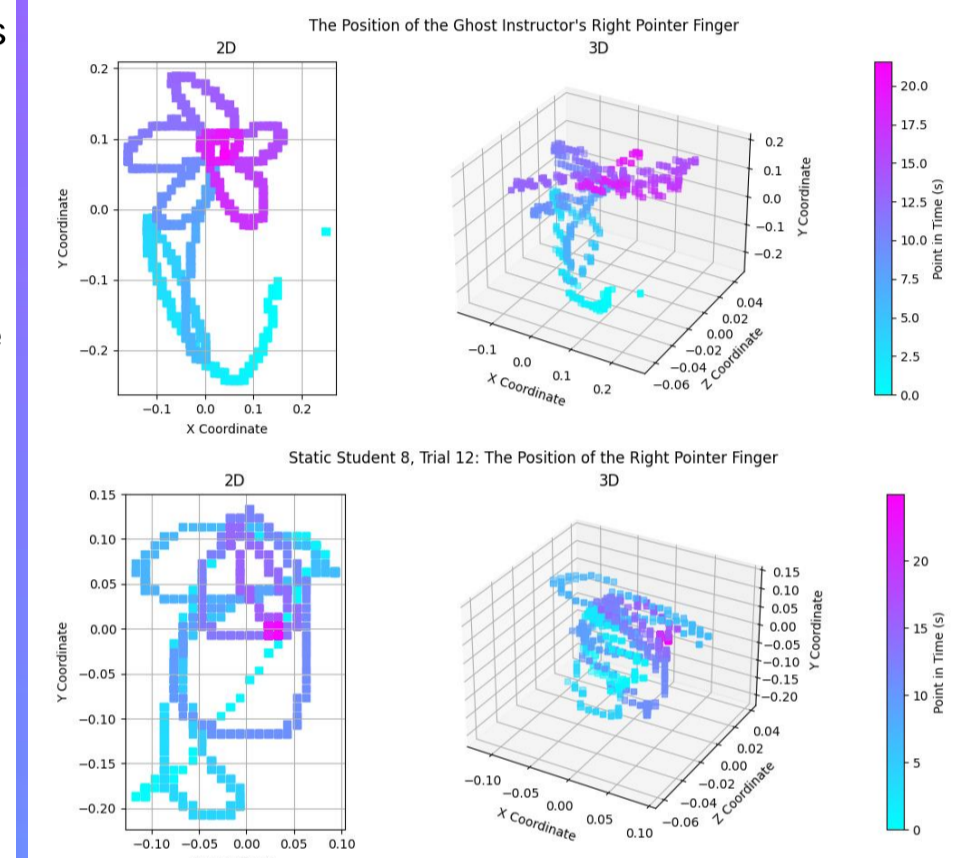 s
The Position of the Ghost Instructor's Right Pointer Finger
2D
3D
0.2
0.1
0.0
−0.1
−0.2
Y Coordinate
−0.1 0.0 0.1 0.2
X Coordinate
0.2
0.1
0.0
−0.1
−0.2
Y Coordinate
−0.1 0.0 0.1 0.2
X Coordinate
0.04
0.02
0.00
−0.02
−0.04
−0.06
Z Coordinate
20.0
17.5
15.0
12.5
10.0
7.5
5.0
2.5
0.0
Point in Time (s)
Static Student 8, Trial 12: The Position of the Right Pointer Finger
2D
3D
0.15
0.10
0.05
0.00
−0.05
−0.10
−0.15
−0.20
Y Coordinate
−0.10 −0.05 0.00 0.05 0.10
0.15
0.10
0.05
0.00
−0.05
−0.10
−0.15
−0.20
Y Coordinate
−0.10 −0.05 0.00 0.05 0.10
X Coordinate
0.04
0.02
0.00
−0.02
−0.04
−0.06
Z Coordinate
20
15
10
5
0
Point in Time (s)